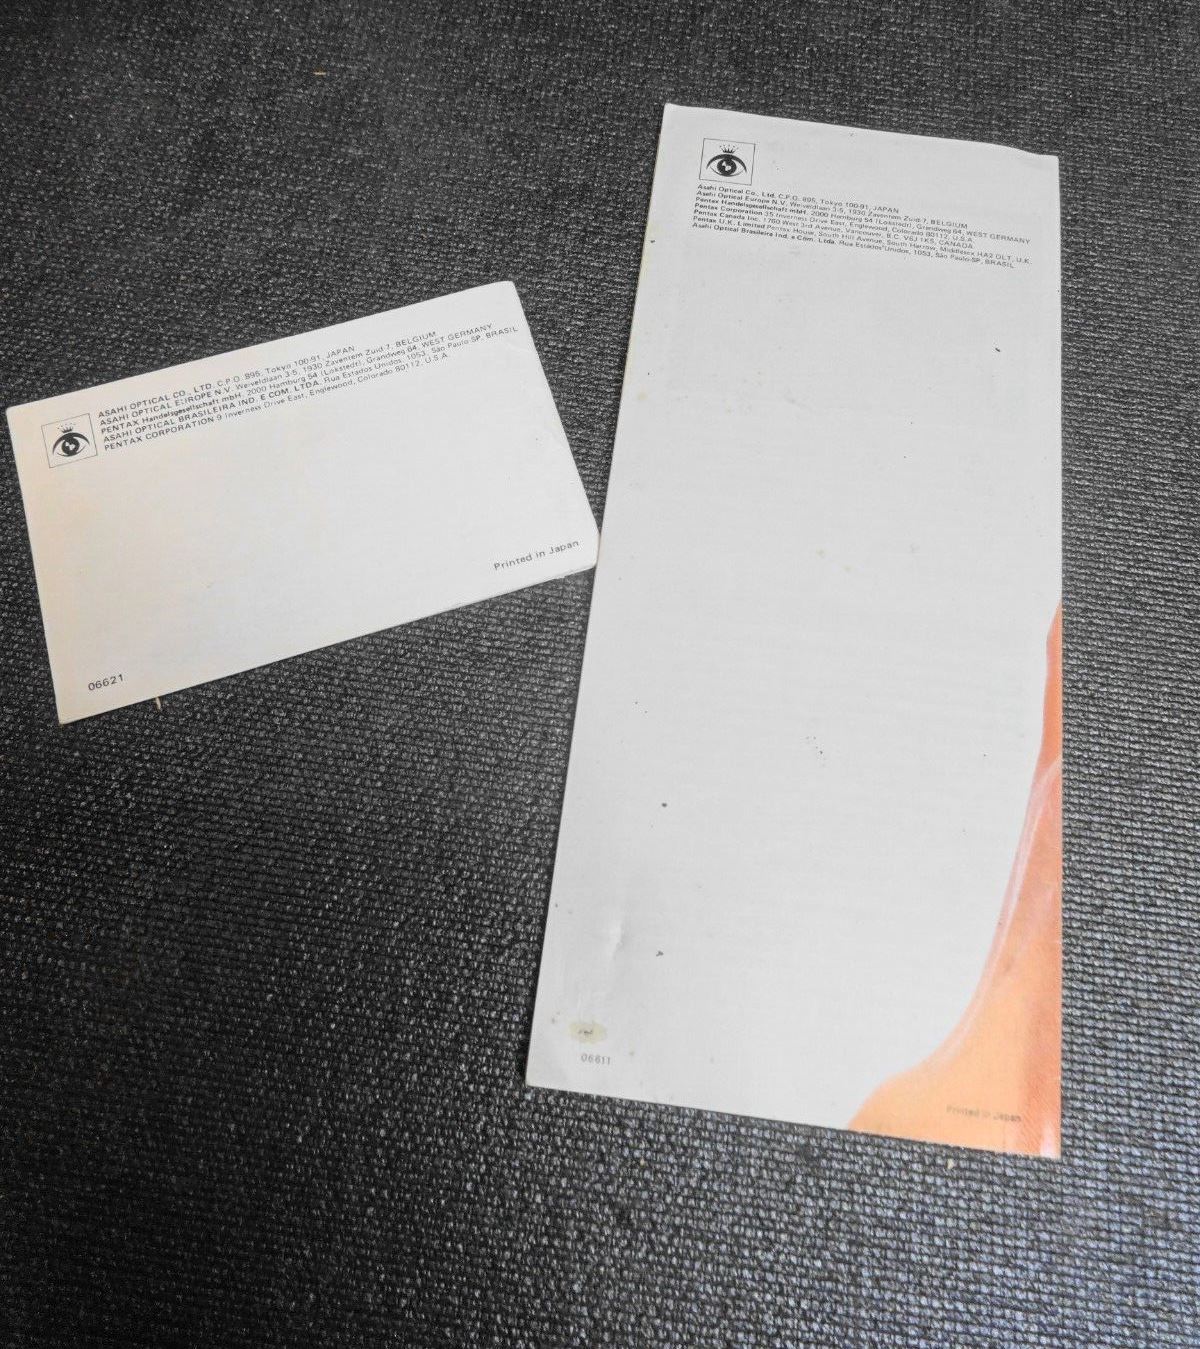 ASAHI OPTICAL CO., LTD. C.P.O. 895, Tokyo 100-91, JAPAN
ASAHI OPTICAL EUROPE N.V. Weiveldlaan 3-5, 1930 Zaventem Zuid-7, BELGIUM
PENTAX Handelsgesellschaft mbH. 2000 Hamburg 54 (Lokstedt), Grandweg 64, WEST GERMANY
ASAHI OPTICAL BRASILEIRA IND. E COM. LTDA. Rua Estados Unidos, 1053, São Paulo-SP, BRASIL
PENTAX CORPORATION 9 Inverness Drive East, Englewood, Colorado 80112, U.S.A.
Printed in Japan
06621
Asahi Optical Co., Ltd. C.P.O. 895, Tokyo 100-91, JAPAN
Asahi Optical Europe N.V. Weiveldlaan 3-5, 1930 Zaventem Zuid-7, BELGIUM
Pentax Handelsgesellschaft mbH. 2000 Hamburg 54 (Lokstedt), Grandweg 64, WEST GERMANY
Pentax Corporation 35 Inverness Drive East, Englewood, Colorado 80112, U.S.A.
Pentax Canada Inc. 1760 West 3rd Avenue, Vancouver, B.C. V6J 1K5, CANADA
Pentax U.K. Limited Pentax House, South Hill Avenue, South Harrow, Middlesex HA2 0LT, U.K.
Asahi Optical Brasileira Ind. e Com. Ltda. Rua Estados Unidos, 1053, São Paulo-SP, BRASIL
06611
Printed in Japan